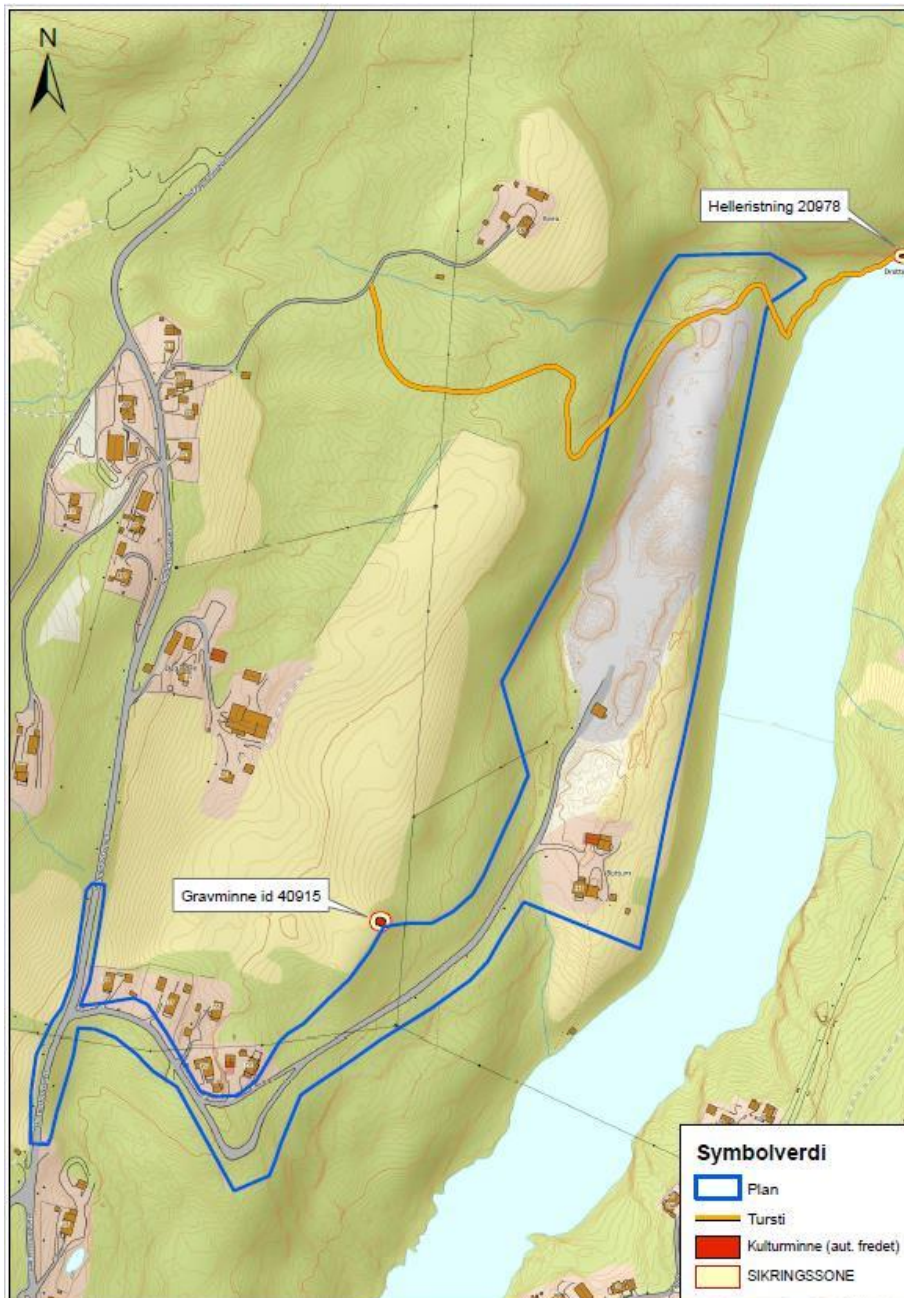 N
Helleristning 20978
Gravminne id 40915
Symbolverdi
Plan
Tursti
Kulturminne (aut. fredet)
SIKRINGSSONE